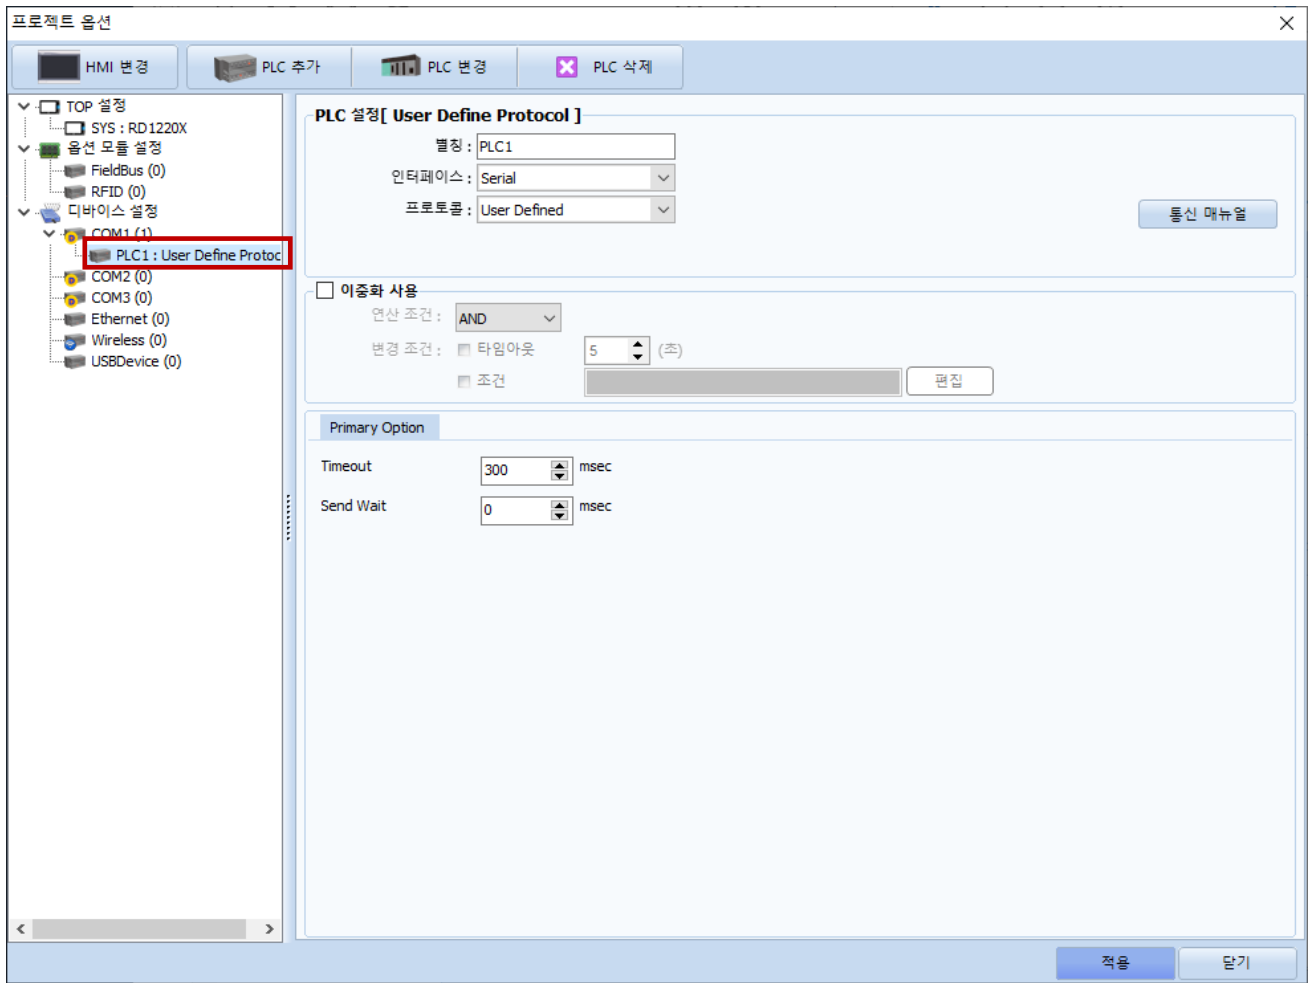 프로젝트 옵션
HMI 변경
PLC 추가
PLC 변경
PLC 삭제
TOP 설정
SYS : RD1220X
옵션 모듈 설정
FieldBus (0)
RFID (0)
디바이스 설정
COM1 (1)
PLC1 : User Define Protoc
COM2 (0)
COM3 (0)
Ethernet (0)
Wireless (0)
USBDevice (0)
PLC 설정[ User Define Protocol ]
별칭 : PLC1
인터페이스 : Serial
프로토콜 : User Defined
통신 매뉴얼
이중화 사용
연산 조건 : AND
변경 조건 : 타임아웃 5 (초)
조건 편집
Primary Option
Timeout 300 msec
Send Wait 0 msec
적용
닫기